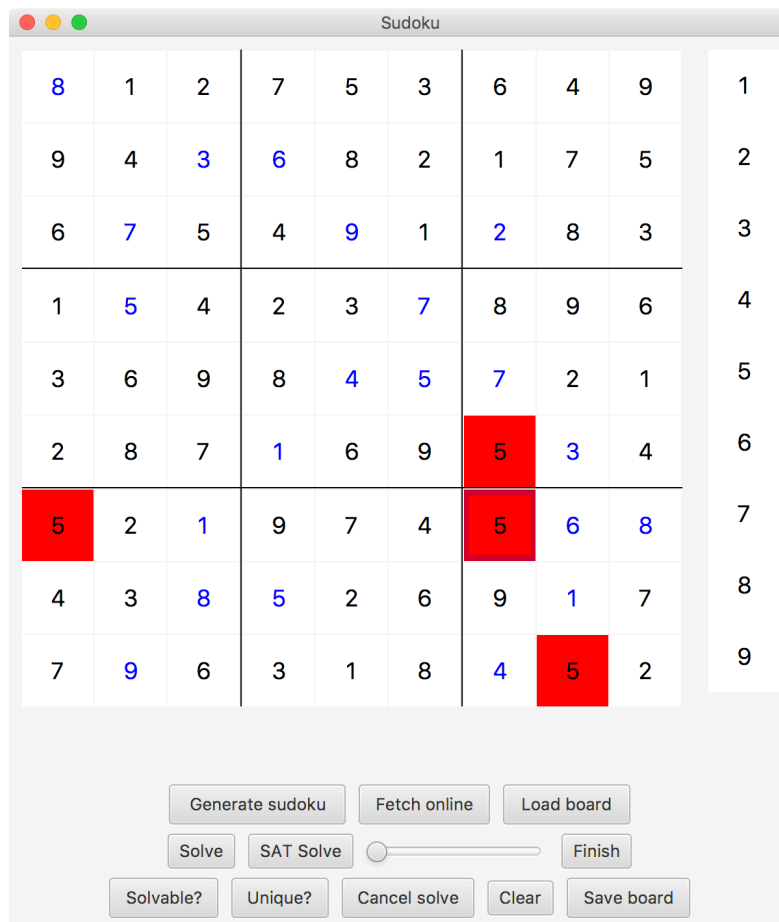 Sudoku
8 1 2 7 5 3 6 4 9 1
9 4 3 6 8 2 1 7 5 2
6 7 5 4 9 1 2 8 3 3
1 5 4 2 3 7 8 9 6 4
3 6 9 8 4 5 7 2 1 5
2 8 7 1 6 9 5 3 4 6
5 2 1 9 7 4 5 6 8 7
4 3 8 5 2 6 9 1 7 8
7 9 6 3 1 8 4 5 2 9
Generate sudoku Fetch online Load board
Solve SAT Solve Finish
Solvable? Unique? Cancel solve Clear Save board